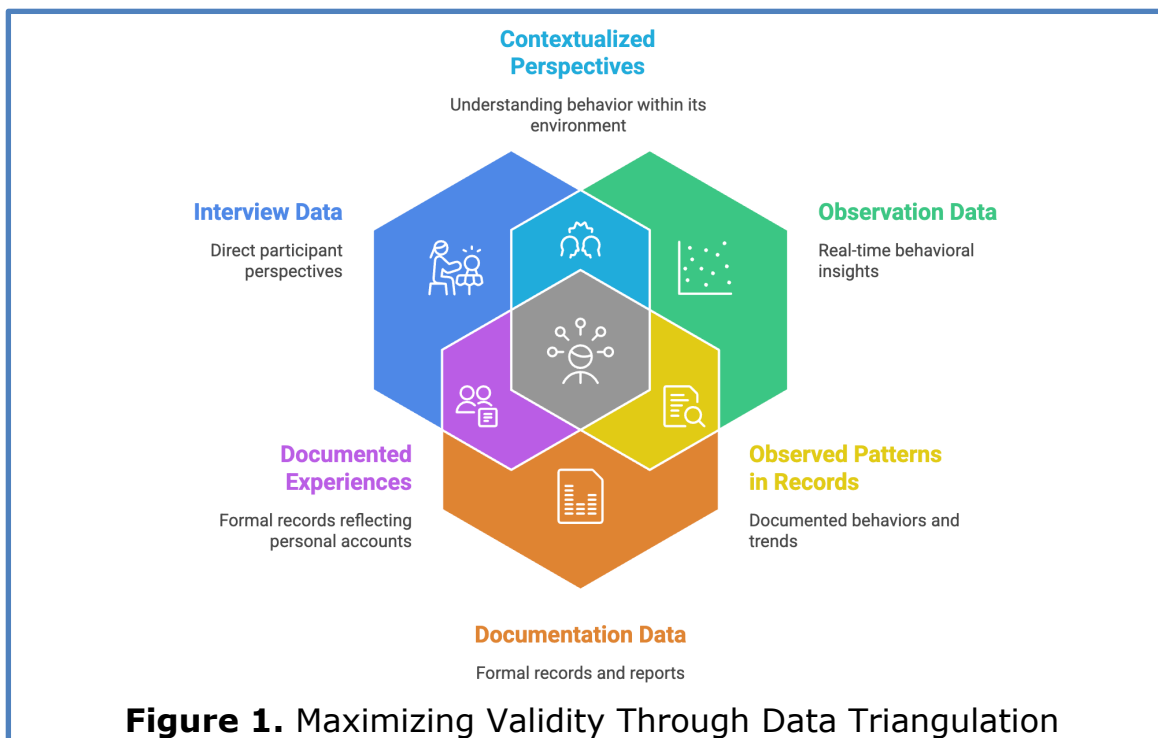 Contextualized
Perspectives
Understanding behavior within its
environment
Interview Data
Direct participant
perspectives
Observation Data
Real-time behavioral
insights
Documented
Experiences
Formal records reflecting
personal accounts
Observed Patterns
in Records
Documented behaviors and
trends
Documentation Data
Formal records and reports
Figure 1. Maximizing Validity Through Data Triangulation